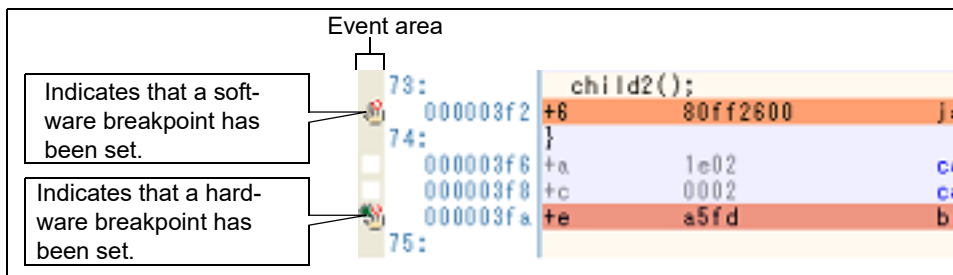 Event area
73: child2();
000003f2 +6 80ff2600
74: }
000003f6 +a 1e02
000003f8 +c 0002
000003fa +e a5fd b
75:
Indicates that a soft-
ware breakpoint has
been set.
Indicates that a hard-
ware breakpoint has
been set.